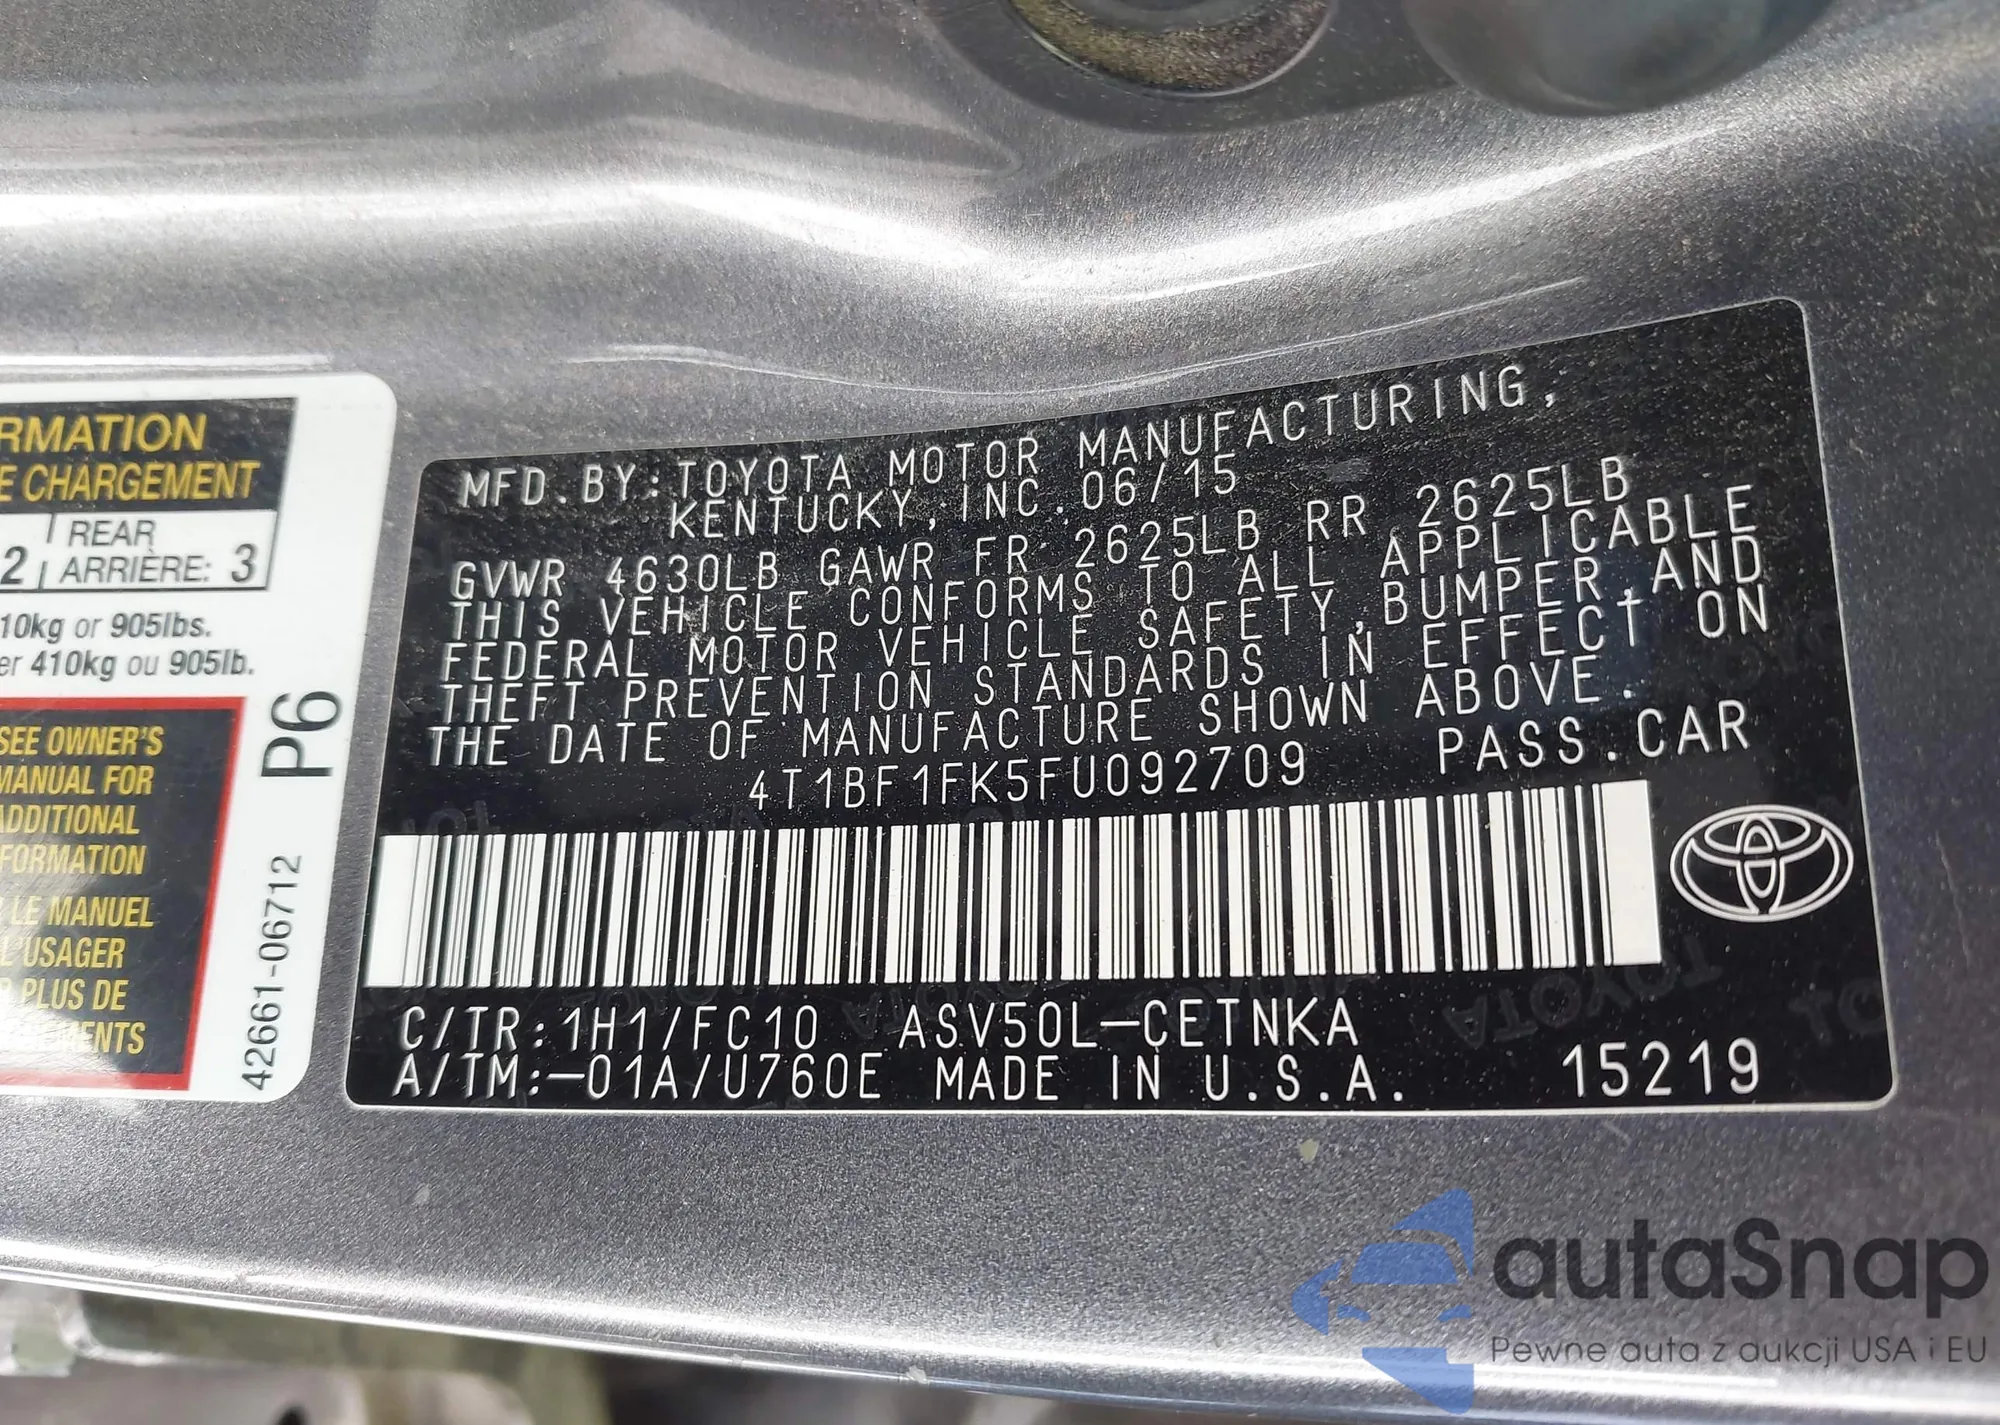 RMATION
E CHARGEMENT
2 REAR
ARRIÈRE: 3
10kg or 905lbs.
er 410kg ou 905lb.
SEE OWNER'S
MANUAL FOR
ADDITIONAL
FORMATION
LE MANUEL
L'USAGER
PLUS DE
MENTS
P6
42661-06712
MFD.BY:TOYOTA MOTOR MANUFACTURING,
KENTUCKY,INC.06/15
GVWR 4630LB GAWR FR 2625LB RR 2625LB
THIS VEHICLE CONFORMS TO ALL APPLICABLE
FEDERAL MOTOR VEHICLE SAFETY,BUMPER,AND
THEFT PREVENTION STANDARDS IN EFFECT ON
THE DATE OF MANUFACTURE SHOWN ABOVE.
4T1BF1FK5FU092709 PASS.CAR
C/TR:1H1/FC10 ASV50L-CETNKA
A/TM:-01A/U760E MADE IN U.S.A. 15219
autaSnap
Pewne auta z aukcji USA i EU